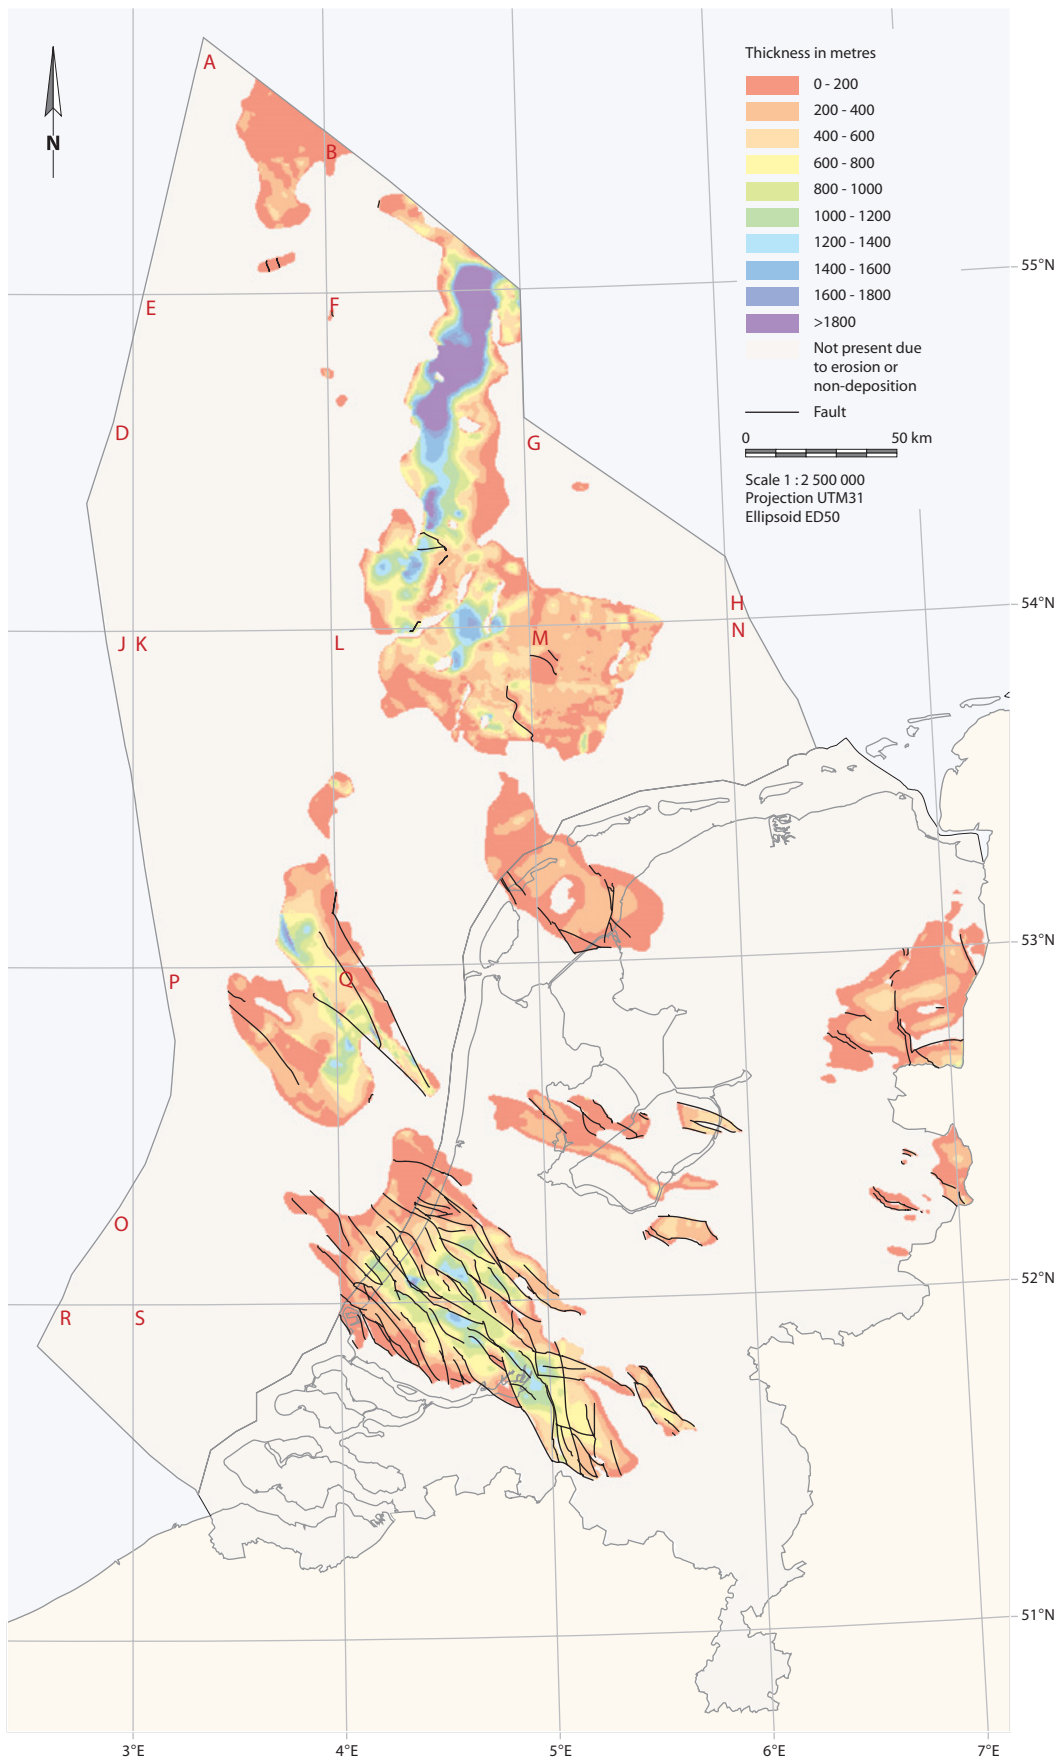 A
Thickness in metres
0 - 200
200 - 400
400 - 600
600 - 800
800 - 1000
1000 - 1200
1200 - 1400
1400 - 1600
1600 - 1800
>1800
Not present due
to erosion or
non-deposition
Fault
0 50 km
Scale 1 : 2 500 000
Projection UTM31
Ellipsoid ED50
N
B
55°N
E
F
D
G
H
54°N
J K
L
M
N
53°N
P
Q
O
52°N
R
S
51°N
3°E
4°E
5°E
6°E
7°E